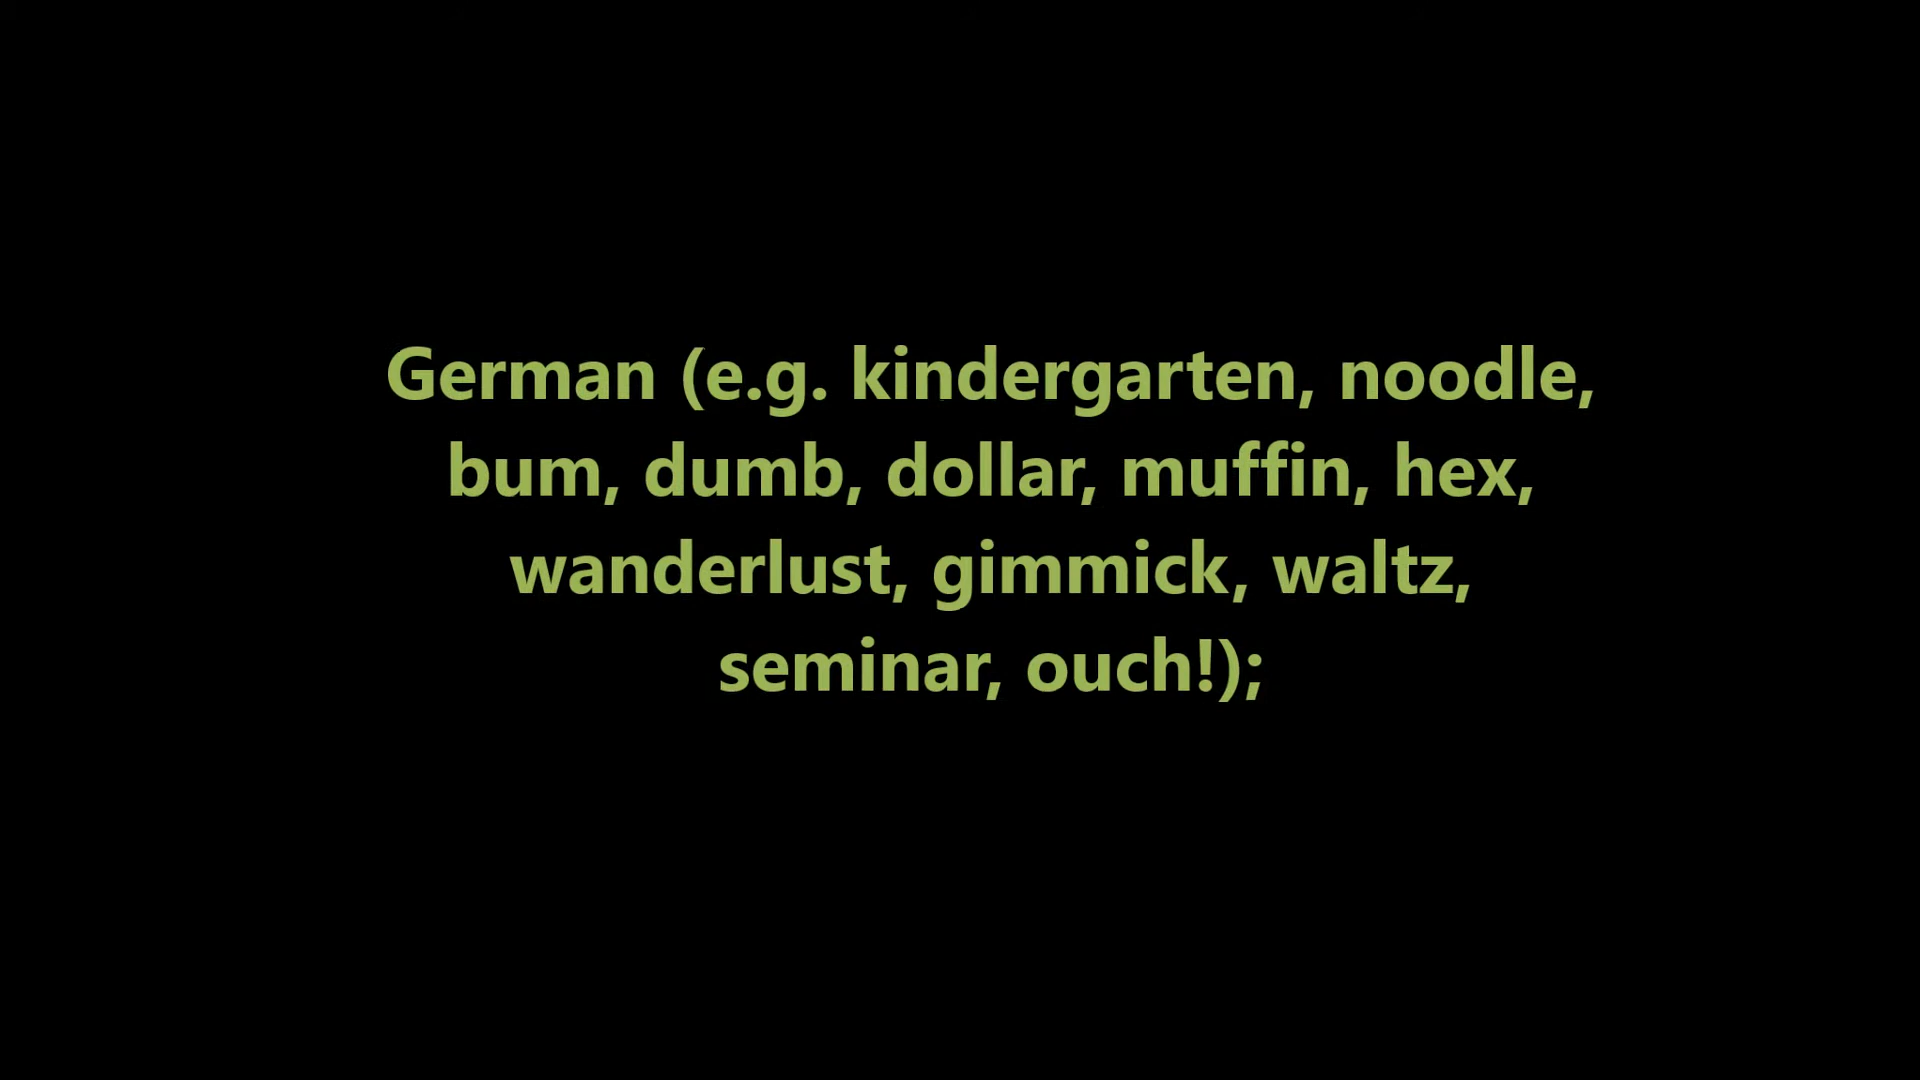 German (e.g. kindergarten, noodle,
bum, dumb, dollar, muffin, hex,
wanderlust, gimmick, waltz,
seminar, ouch!);